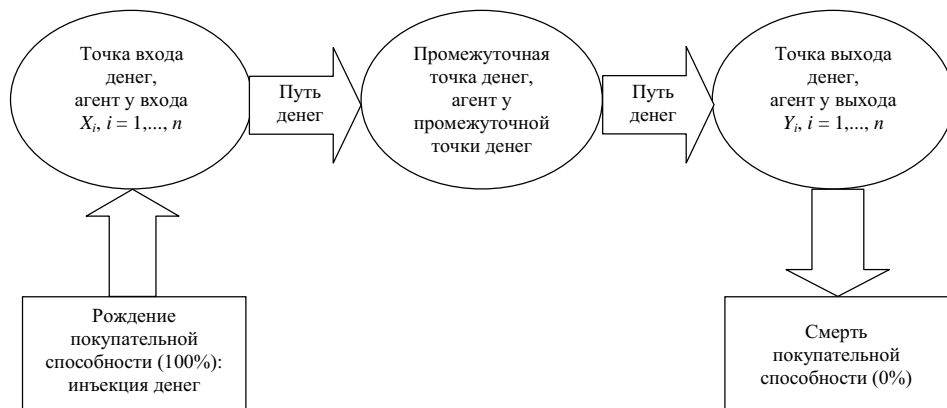 Точка входа
денег,
агент у входа
Xi, i = 1,..., n
Путь
денег
Промежуточная
точка денег,
агент у
промежуточной
точки денег
Путь
денег
Точка выхода
денег,
агент у выхода
Yi, i = 1,..., n
Рождение
покупательной
способности (100%):
инъекция денег
Смерть
покупательной
способности (0%)